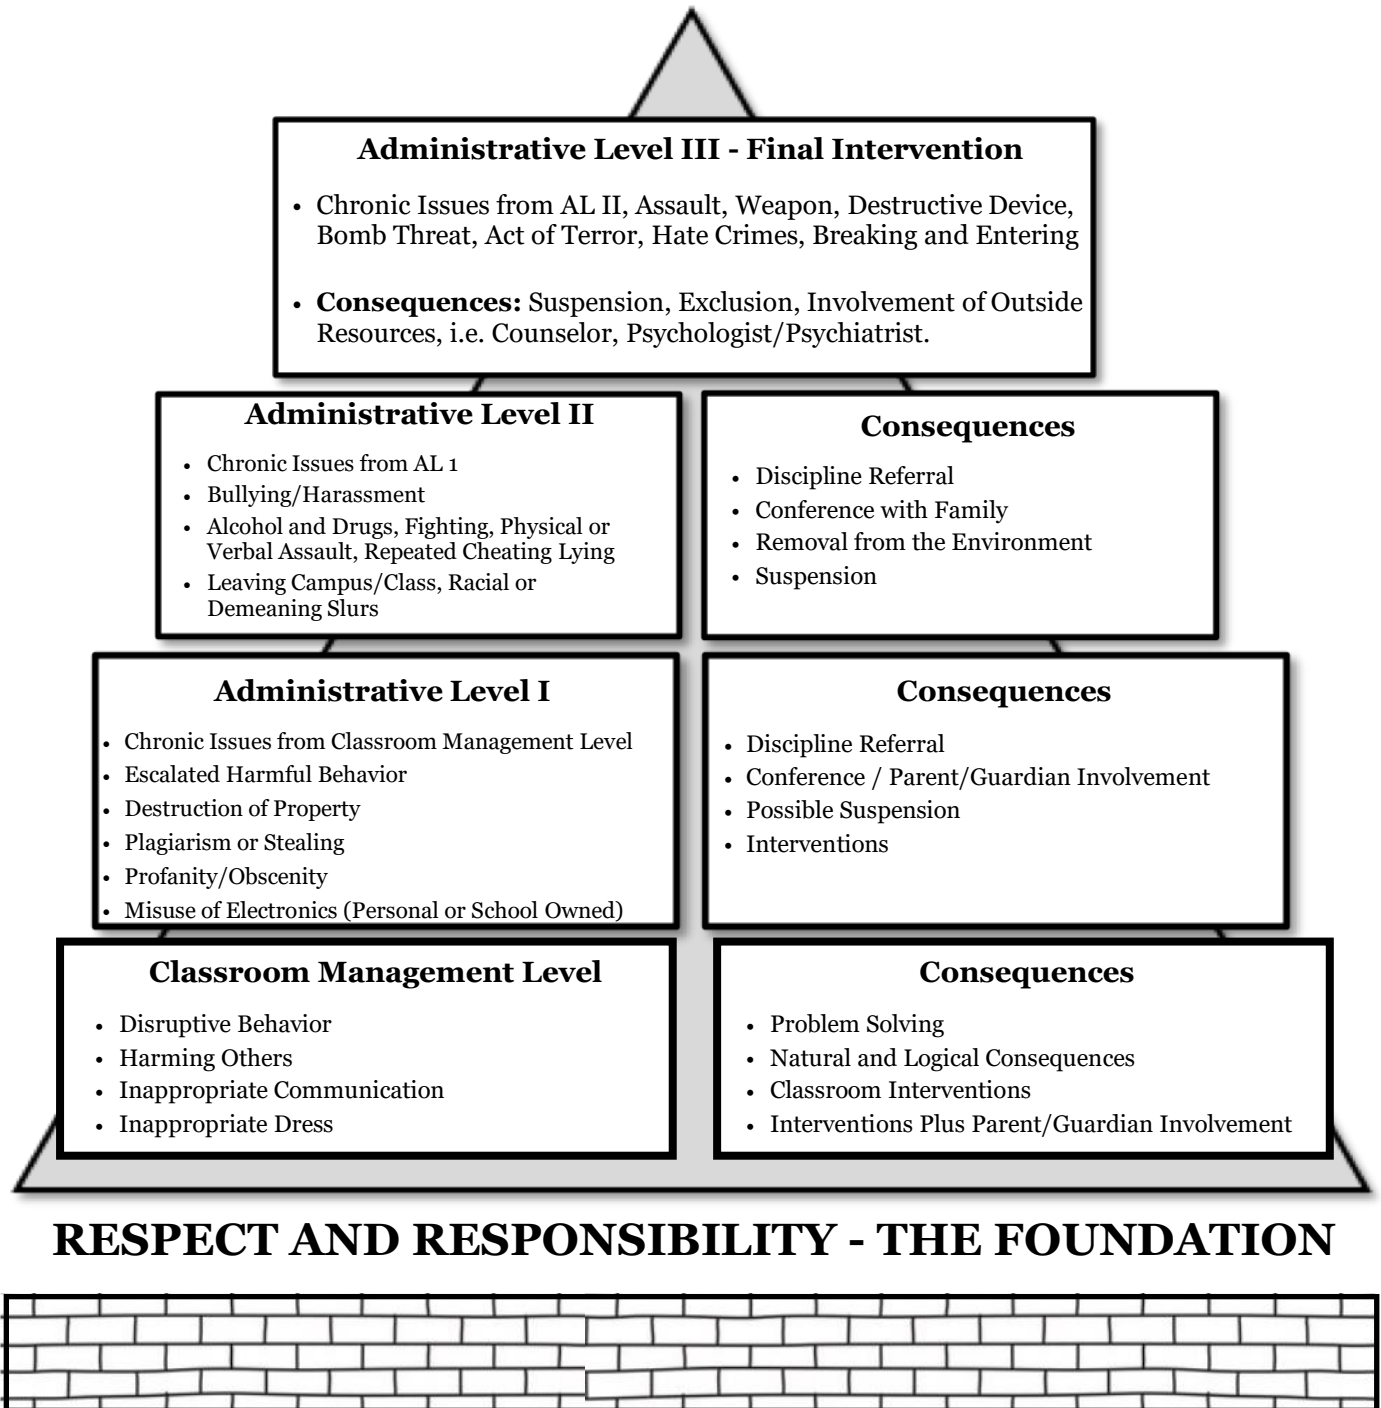 Administrative Level III - Final Intervention
• Chronic Issues from AL II, Assault, Weapon, Destructive Device,
Bomb Threat, Act of Terror, Hate Crimes, Breaking and Entering
• Consequences: Suspension, Exclusion, Involvement of Outside
Resources, i.e. Counselor, Psychologist/Psychiatrist.
Administrative Level II
• Chronic Issues from AL 1
• Bullying/Harassment
• Alcohol and Drugs, Fighting, Physical or
Verbal Assault, Repeated Cheating Lying
• Leaving Campus/Class, Racial or
Demeaning Slurs
Consequences
• Discipline Referral
• Conference with Family
• Removal from the Environment
• Suspension
Administrative Level I
• Chronic Issues from Classroom Management Level
• Escalated Harmful Behavior
• Destruction of Property
• Plagiarism or Stealing
• Profanity/Obscenity
• Misuse of Electronics (Personal or School Owned)
Consequences
• Discipline Referral
• Conference / Parent/Guardian Involvement
• Possible Suspension
• Interventions
Classroom Management Level
• Disruptive Behavior
• Harming Others
• Inappropriate Communication
• Inappropriate Dress
Consequences
• Problem Solving
• Natural and Logical Consequences
• Classroom Interventions
• Interventions Plus Parent/Guardian Involvement
RESPECT AND RESPONSIBILITY - THE FOUNDATION